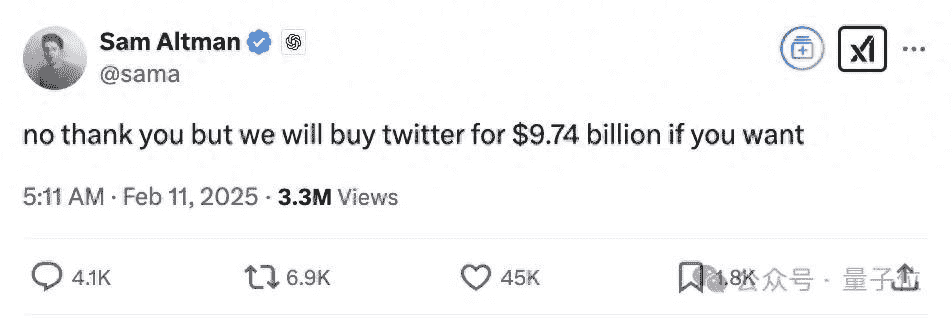 Sam Altman
@sama
no thank you but we will buy twitter for $9.74 billion if you want
5:11 AM · Feb 11, 2025 · 3.3M Views
4.1K 6.9K 45K 1.8K
公众号 · 量子位